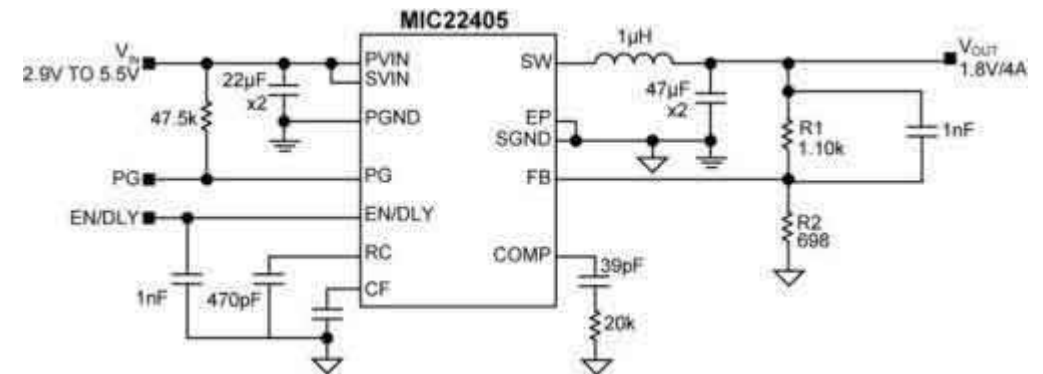 MIC22405
VIN
2.9V TO 5.5V
47.5k
22µF
x2
PG
EN/DLY
1nF
470pF
PVIN
SVIN
PGND
PG
EN/DLY
RC
CF
SW
EP
SGND
FB
COMP
1µH
47µF
x2
39pF
20k
VOUT
1.8V/4A
R1
1.10k
1nF
R2
698